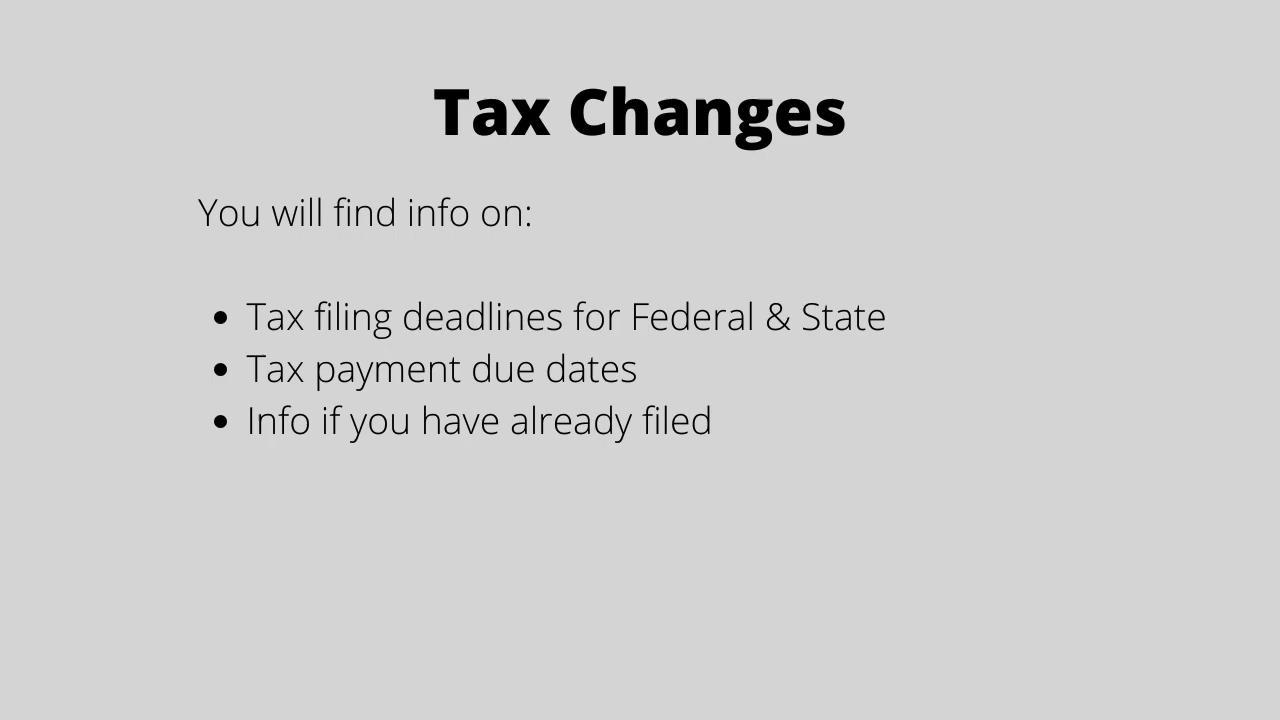 Tax Changes
You will find info on:
• Tax filing deadlines for Federal & State
• Tax payment due dates
• Info if you have already filed